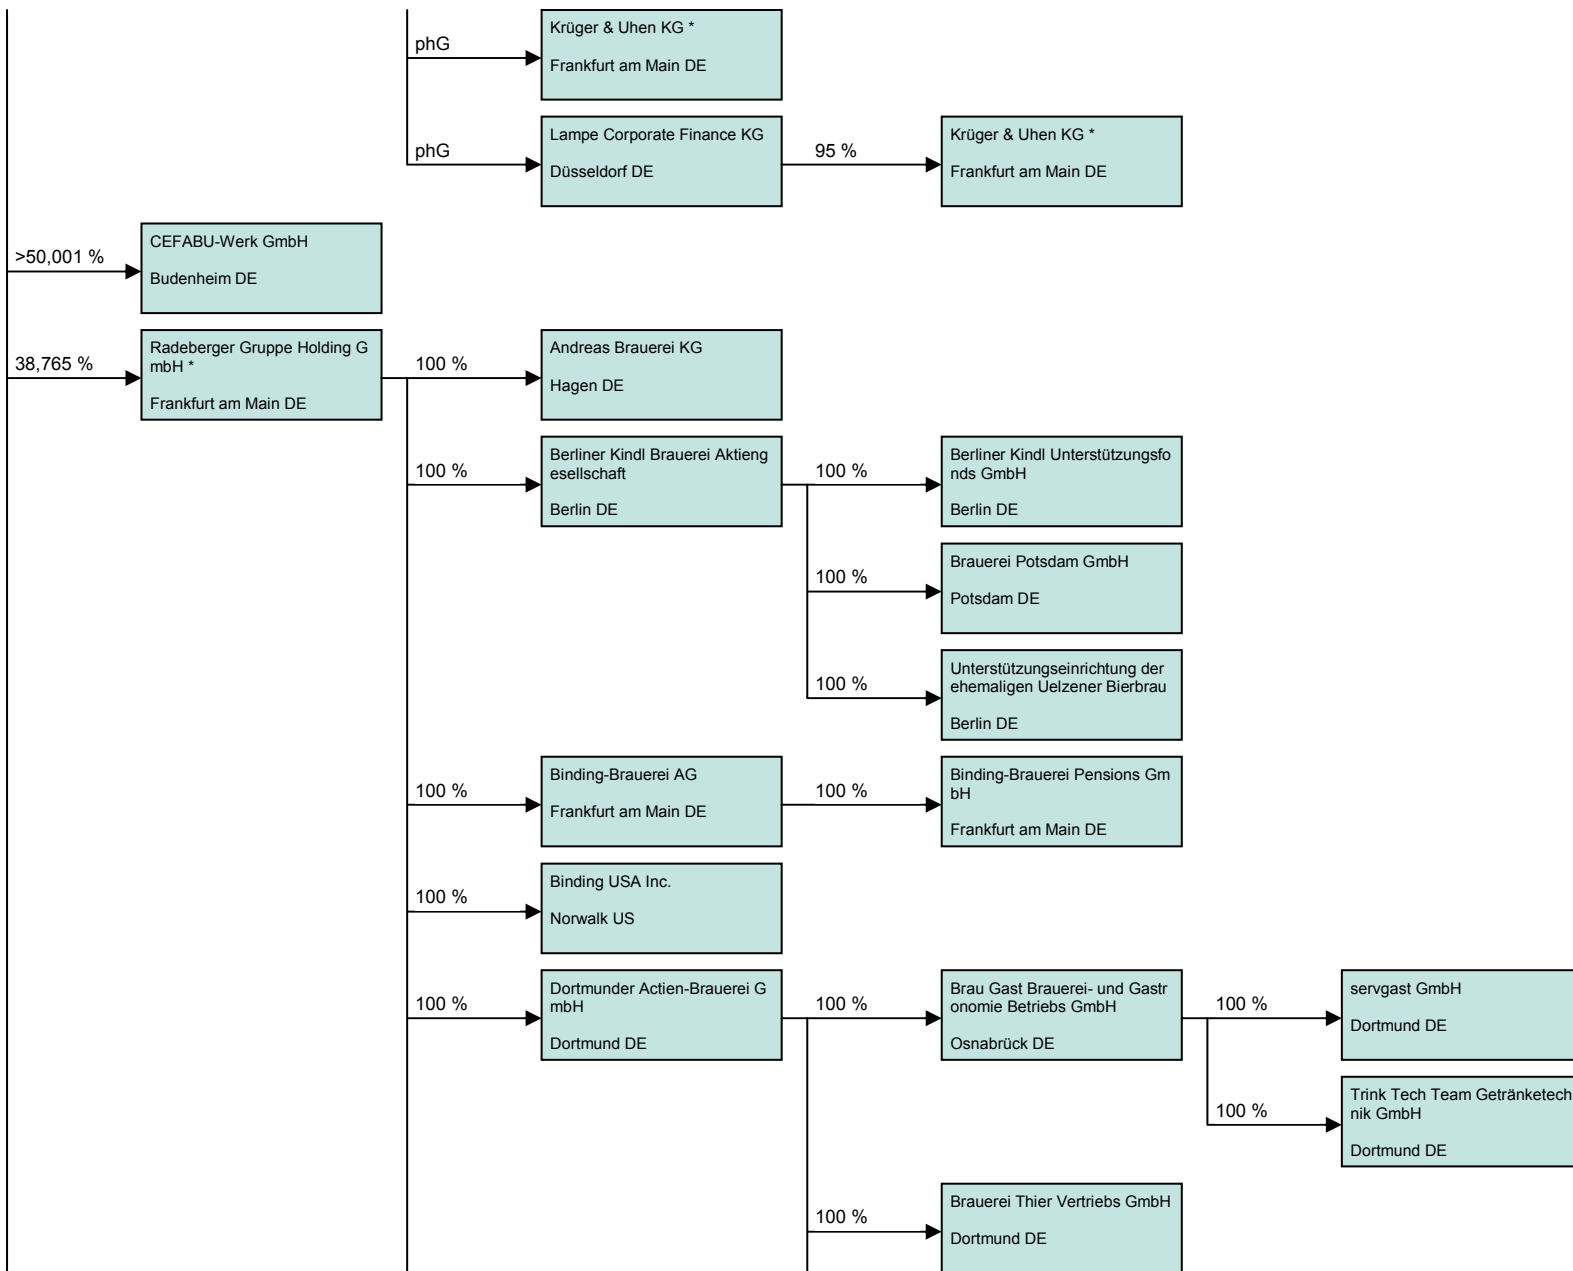 phG
Krüger & Uhen KG *
Frankfurt am Main DE
phG
Lampe Corporate Finance KG
Düsseldorf DE
95 %
Krüger & Uhen KG *
Frankfurt am Main DE
>50,001 %
CEFABU-Werk GmbH
Budenheim DE
38,765 %
Radeberger Gruppe Holding G
mbH *
Frankfurt am Main DE
100 %
Andreas Brauerei KG
Hagen DE
100 %
Berliner Kindl Brauerei Aktieng
esellschaft
Berlin DE
100 %
Berliner Kindl Unterstützungsfo
nds GmbH
Berlin DE
100 %
Brauerei Potsdam GmbH
Potsdam DE
100 %
Unterstützungseinrichtung der
ehemaligen Uelzener Bierbrau
Berlin DE
100 %
Binding-Brauerei AG
Frankfurt am Main DE
100 %
Binding-Brauerei Pensions Gm
bH
Frankfurt am Main DE
100 %
Binding USA Inc.
Norwalk US
100 %
Dortmunder Actien-Brauerei G
mbH
Dortmund DE
100 %
Brau Gast Brauerei- und Gastr
onomie Betriebs GmbH
Osnabrück DE
100 %
servgast GmbH
Dortmund DE
100 %
Trink Tech Team Getränketech
nik GmbH
Dortmund DE
100 %
Brauerei Thier Vertriebs GmbH
Dortmund DE